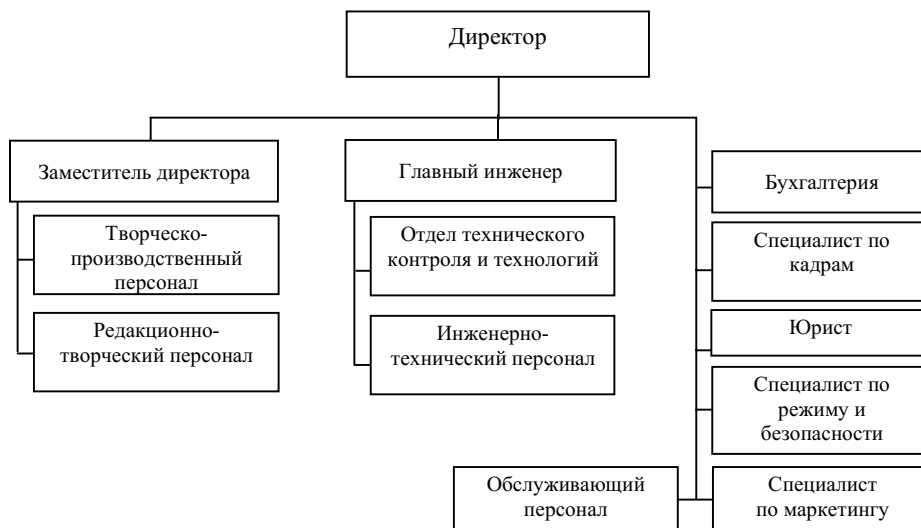 Директор
Заместитель директора
Творческо-
производственный
персонал
Редакционно-
творческий персонал
Главный инженер
Отдел технического
контроля и технологий
Инженерно-
технический персонал
Бухгалтерия
Специалист по
кадрам
Юрист
Специалист по
режиму и
безопасности
Обслуживающий
персонал
Специалист
по маркетингу